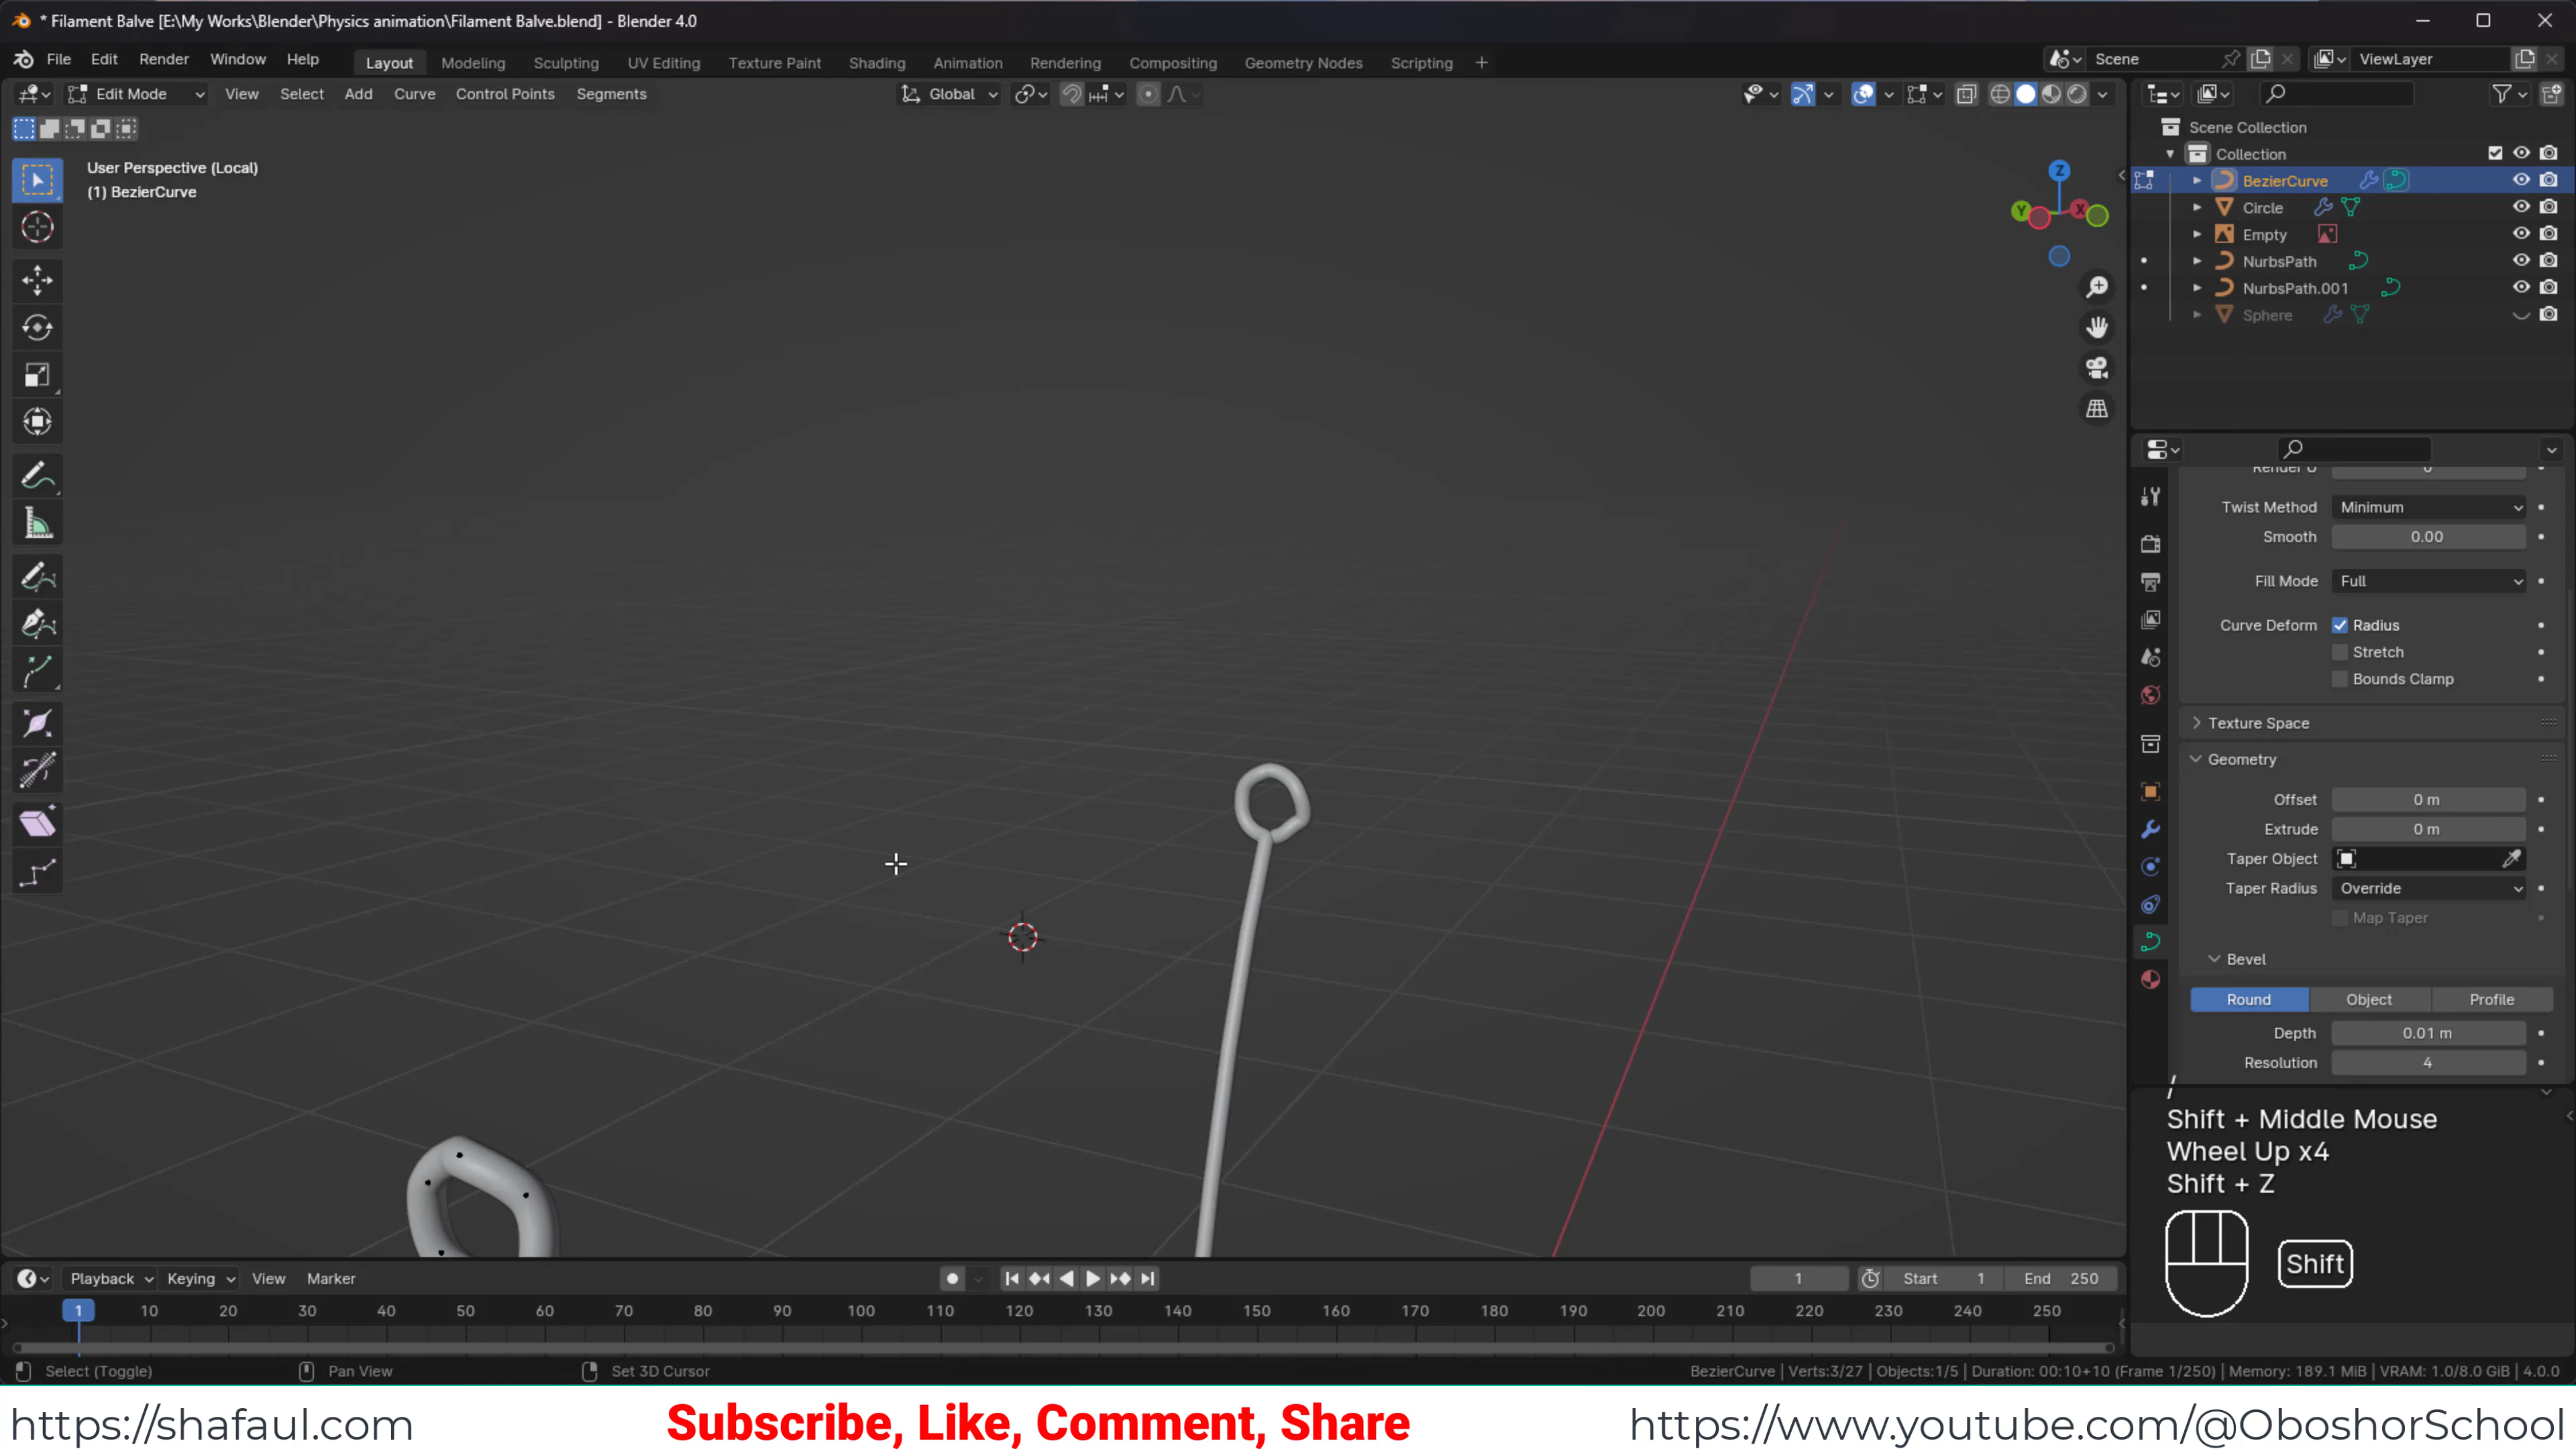 * Filament Balve [E:\My Works\Blender\Physics animation\Filament Balve.blend] - Blender 4.0
File Edit Render Window Help Layout Modeling Sculpting UV Editing Texture Paint Shading Animation Rendering Compositing Geometry Nodes Scripting + Scene ViewLayer
Edit Mode View Select Add Curve Control Points Segments Global
User Perspective (Local)
(1) BezierCurve
Z
Y X
Scene Collection
Collection
BezierCurve
Circle
Empty
NurbsPath
NurbsPath.001
Sphere
Twist Method Minimum
Smooth 0.00
Fill Mode Full
Curve Deform Radius
Stretch
Bounds Clamp
Texture Space
Geometry
Offset 0 m
Extrude 0 m
Taper Object
Taper Radius Override
Map Taper
Bevel
Round Object Profile
Depth 0.01 m
Resolution 4
/
Shift + Middle Mouse
Wheel Up x4
Shift + Z
Shift
Playback Keying View Marker 1 Start 1 End 250
1 10 20 30 40 50 60 70 80 90 100 110 120 130 140 150 160 170 180 190 200 210 220 230 240 250
Select (Toggle) Pan View Set 3D Cursor BezierCurve | Verts:3/27 | Objects:1/5 | Duration: 00:10+10 (Frame 1/250) | Memory: 189.1 MiB | VRAM: 1.0/8.0 GiB | 4.0.0
https://shafaul.com Subscribe, Like, Comment, Share https://www.youtube.com/@OboshorSchool